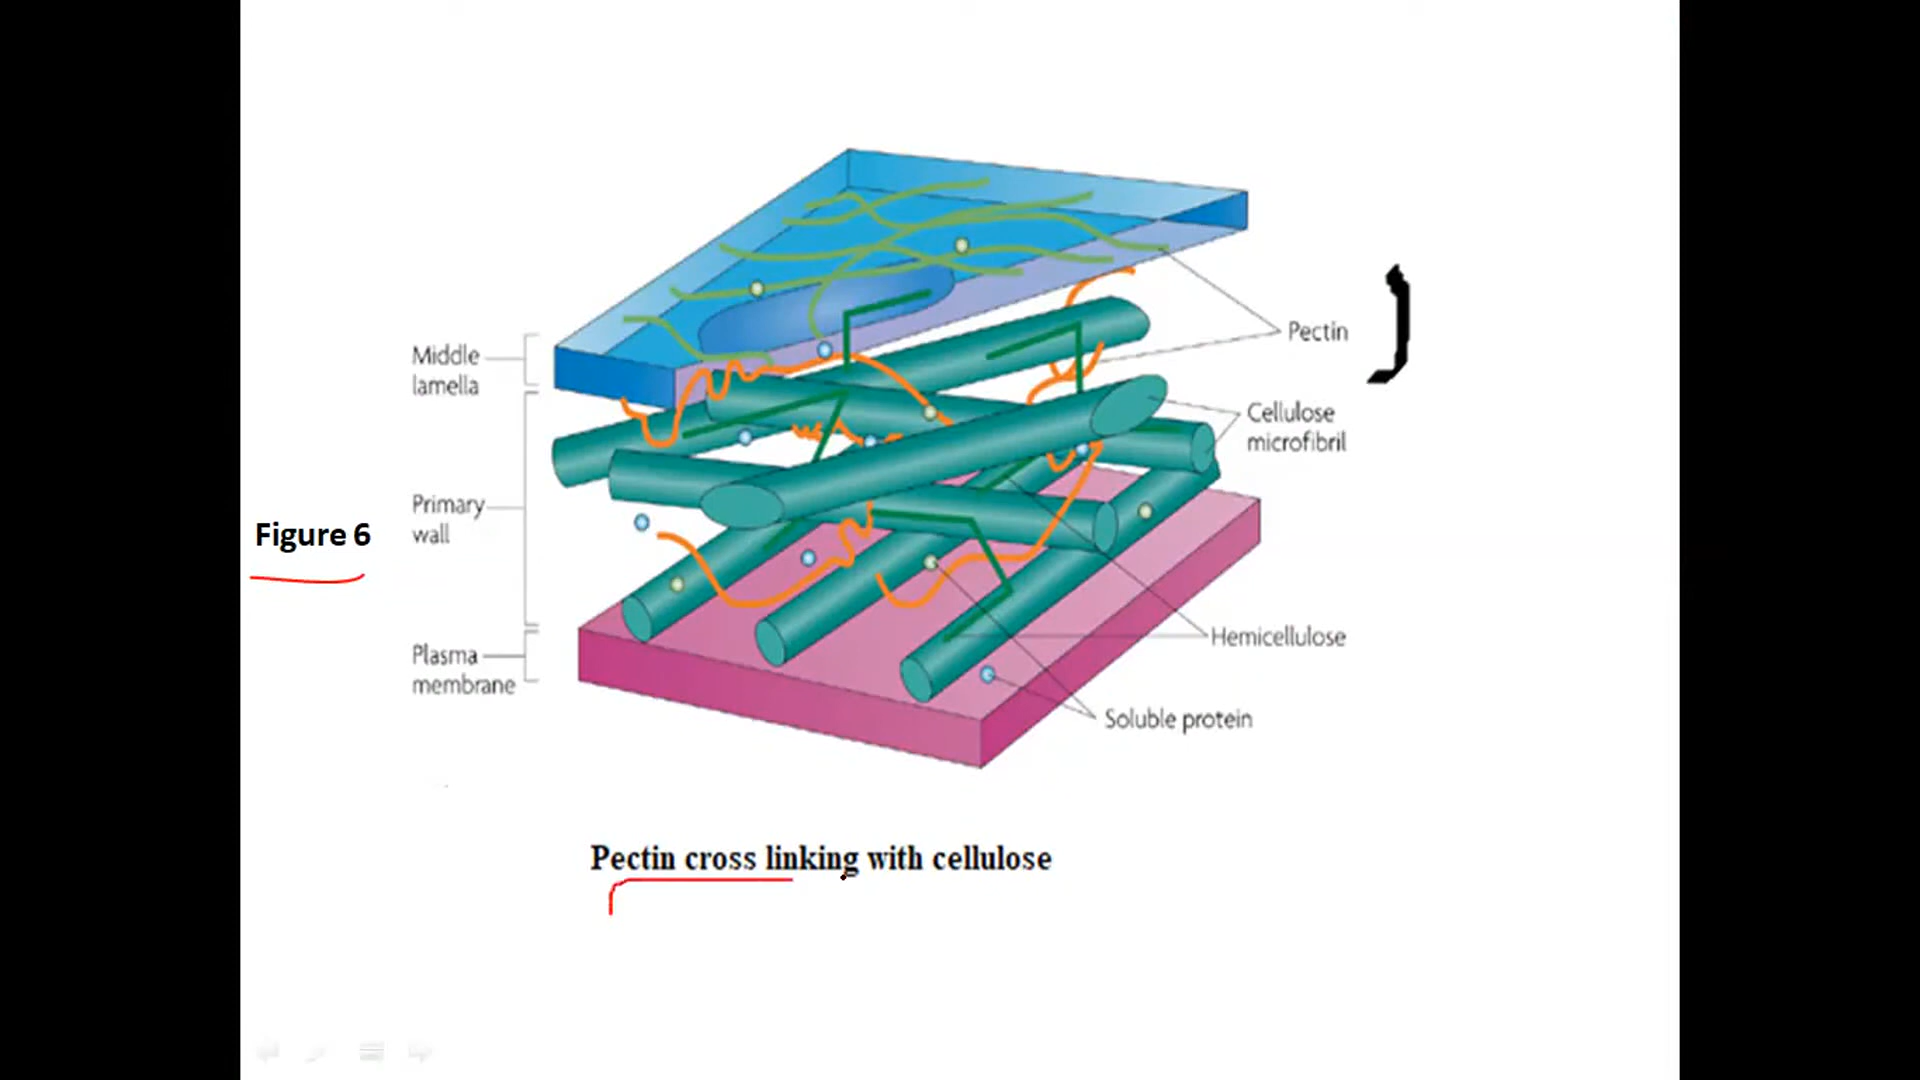 Middle
lamella
Pectin
Cellulose
microfibril
Primary
wall
Figure 6
Hemicellulose
Plasma
membrane
Soluble protein
Pectin cross linking with cellulose